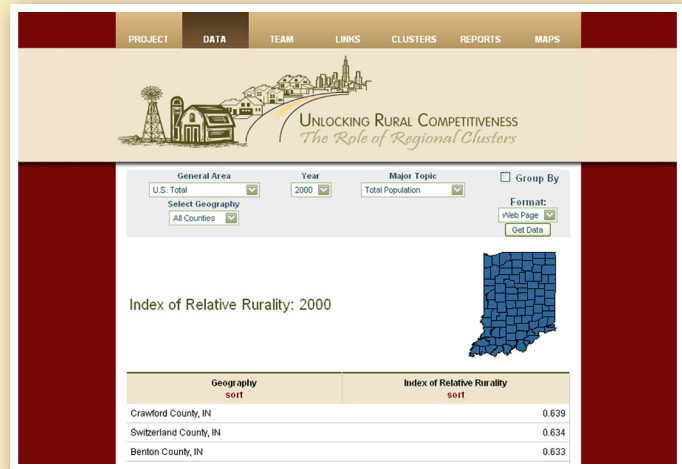 PROJECT DATA TEAM LINKS CLUSTERS REPORTS MAPS
UNLOCKING RURAL COMPETITIVENESS
The Role of Regional Clusters
General Area Year Major Topic Group By
U.S. Total 2000 Total Population
Select Geography Format:
All Counties Web Page
Get Data
Index of Relative Rurality: 2000
Geography Index of Relative Rurality
sort sort
Crawford County, IN 0.639
Switzerland County, IN 0.634
Benton County, IN 0.633